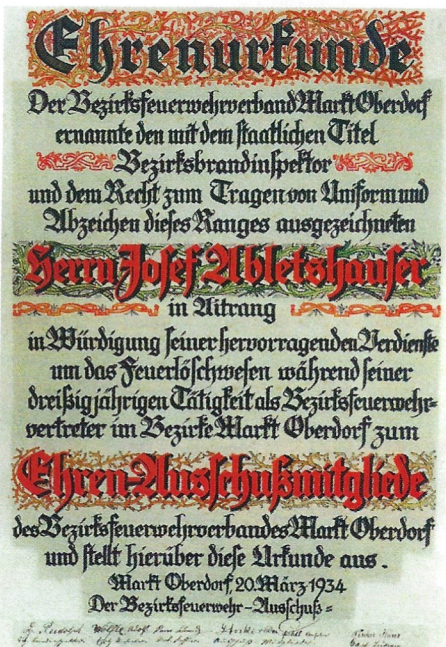 Ehrenurkunde
Der Bezirksfeuerwehrverband Markt Oberdorf
ernannte den mit dem staatlichen Titel
Bezirksbrandinspektor
und dem Recht zum Tragen von Uniform und
Abzeichen dieses Ranges ausgezeichneten
Herrn Josef Abletshauser
in Aitrang
in Würdigung seiner hervorragenden Verdienste
um das Feuerlöschwesen während seiner
dreißigjährigen Tätigkeit als Bezirksfeuerwehr-
vertreter im Bezirke Markt Oberdorf zum
Ehren-Ausschußmitgliede
des Bezirksfeuerwehrverbandes Markt Oberdorf
und stellt hierüber diese Urkunde aus.
Markt Oberdorf, 20. März 1934
Der Bezirksfeuerwehr-Ausschuß=